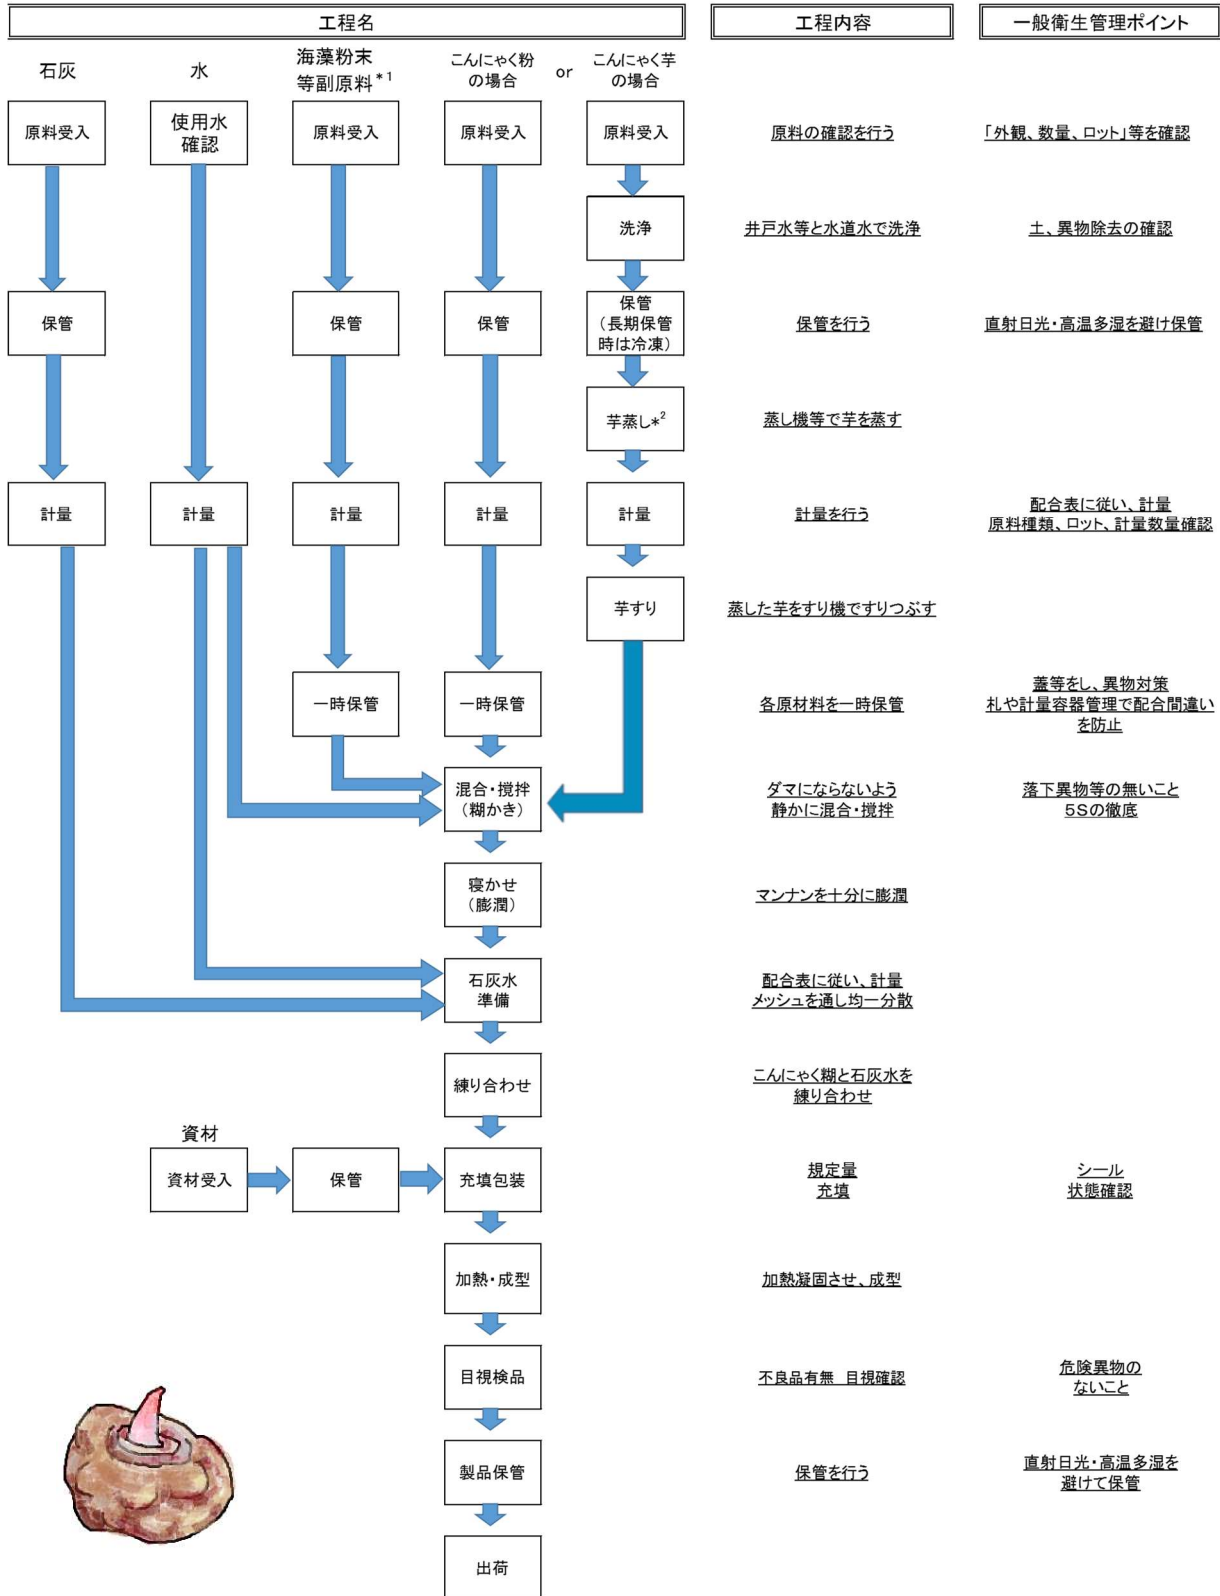 工程名
工程内容
一般衛生管理ポイント
石灰
水
海藻粉末
等副原料*1
こんにゃく粉
の場合
or
こんにゃく芋
の場合
原料受入
使用水
確認
原料受入
原料受入
原料受入
原料の確認を行う
「外観、数量、ロット」等を確認
洗浄
井戸水等と水道水で洗浄
土、異物除去の確認
保管
保管
保管
保管
(長期保管
時は冷凍)
保管を行う
直射日光・高温多湿を避け保管
芋蒸し*2
蒸し機等で芋を蒸す
計量
計量
計量
計量
計量
計量を行う
配合表に従い、計量
原料種類、ロット、計量数量確認
芋すり
蒸した芋をすり機ですりつぶす
一時保管
一時保管
各原材料を一時保管
蓋等をし、異物対策
札や計量容器管理で配合間違い
を防止
混合・撹拌
(糊かき)
ダマにならないよう
静かに混合・撹拌
落下異物等の無いこと
5Sの徹底
寝かせ
(膨潤)
マンナンを十分に膨潤
石灰水
準備
配合表に従い、計量
メッシュを通し均一分散
練り合わせ
こんにゃく糊と石灰水を
練り合わせ
資材
資材受入
保管
充填包装
規定量
充填
シール
状態確認
加熱・成型
加熱凝固させ、成型
目視検品
不良品有無 目視確認
危険異物の
ないこと
製品保管
保管を行う
直射日光・高温多湿を
避けて保管
出荷